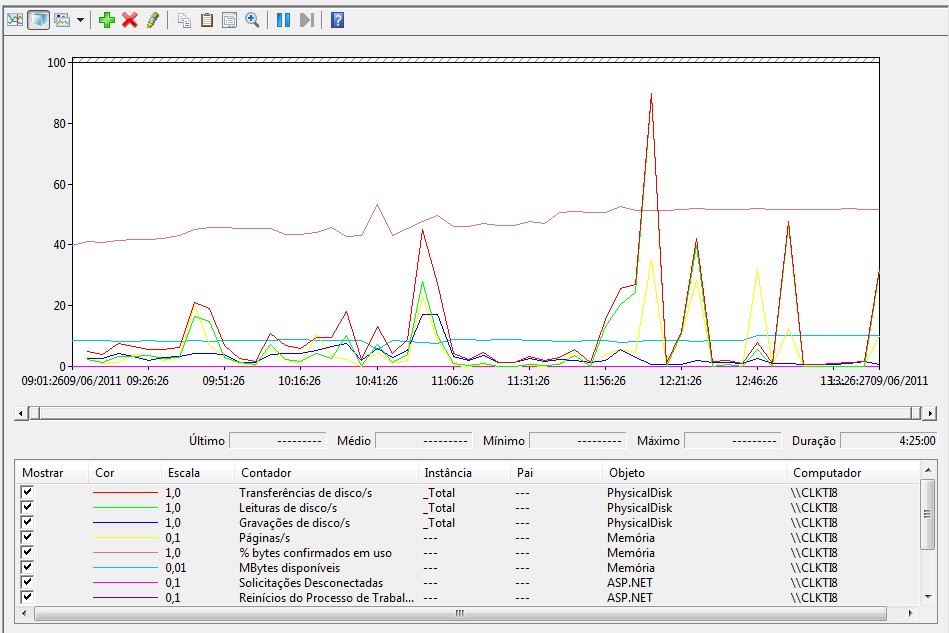 100
80
60
40
20
0
09:01:2609/06/2011 09:26:26 09:51:26 10:16:26 10:41:26 11:06:26 11:31:26 11:56:26 12:21:26 12:46:26 13:26:2709/06/2011
Último --------- Médio --------- Mínimo --------- Máximo --------- Duração 4:25:00
Mostrar Cor Escala Contador Instância Pai Objeto Computador
1,0 Transferências de disco/s _Total --- PhysicalDisk \\CLKTI8
1,0 Leituras de disco/s _Total --- PhysicalDisk \\CLKTI8
1,0 Gravações de disco/s _Total --- PhysicalDisk \\CLKTI8
0,1 Páginas/s --- --- Memória \\CLKTI8
1,0 % bytes confirmados em uso --- --- Memória \\CLKTI8
0,01 MBytes disponíveis --- --- Memória \\CLKTI8
0,1 Solicitações Desconectadas --- --- ASP.NET \\CLKTI8
0,1 Reinícios do Processo de Trabal... --- --- ASP.NET \\CLKTI8